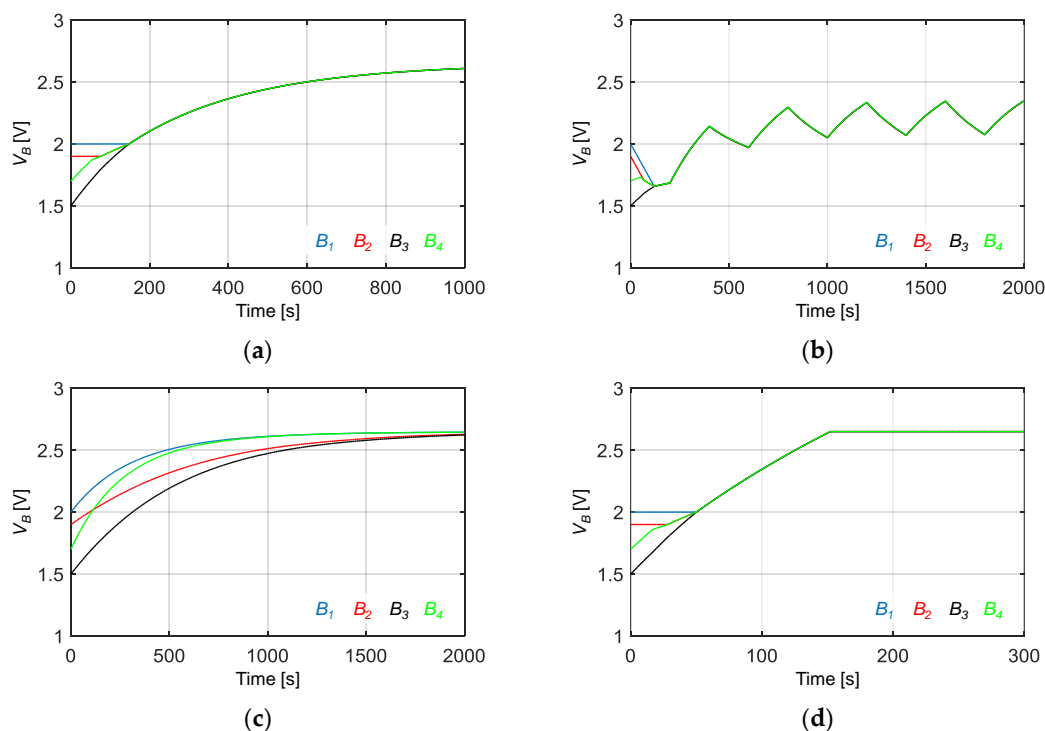 3
2.5
2
1.5
1
V_B [V]
0 200 400 600 800 1000
Time [s]
B_1 B_2 B_3 B_4
(a)
3
2.5
2
1.5
1
V_B [V]
0 500 1000 1500 2000
Time [s]
B_1 B_2 B_3 B_4
(b)
3
2.5
2
1.5
1
V_B [V]
0 500 1000 1500 2000
Time [s]
B_1 B_2 B_3 B_4
(c)
3
2.5
2
1.5
1
V_B [V]
0 100 200 300
Time [s]
B_1 B_2 B_3 B_4
(d)